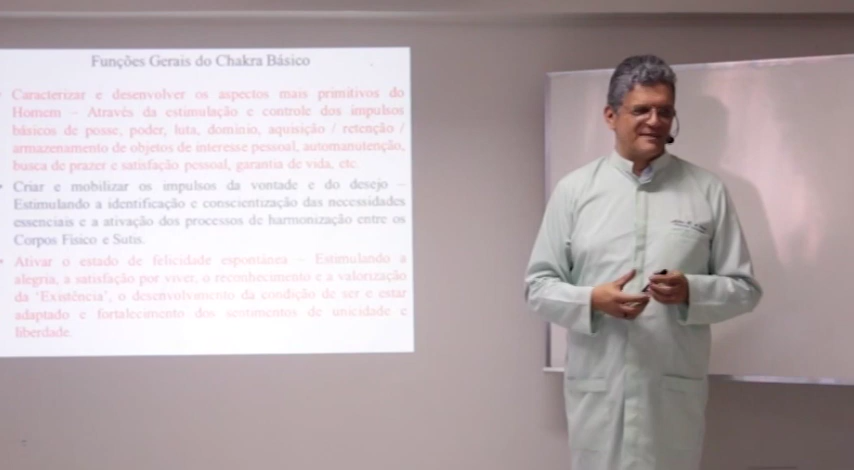 Funções Gerais do Chakra Básico
Caracterizar e desenvolver os aspectos mais primitivos do
Homem – Através da estimulação e controle dos impulsos
básicos de posse, poder, luta, domínio, aquisição / retenção /
armazenamento de objetos de interesse pessoal, automanutenção,
busca de prazer e satisfação pessoal, garantia de vida, etc.
• Criar e mobilizar os impulsos da vontade e do desejo –
Estimulando a identificação e conscientização das necessidades
essenciais e a ativação dos processos de harmonização entre os
Corpos Físico e Sutis.
• Ativar o estado de felicidade espontânea – Estimulando a
alegria, a satisfação por viver, o reconhecimento e a valorização
da ‘Existência’, o desenvolvimento da condição de ser e estar
adaptado e fortalecimento dos sentimentos de unicidade e
liberdade.